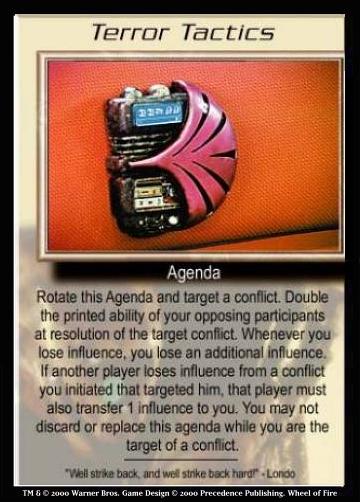 Terror Tactics
Agenda
Rotate this Agenda and target a conflict. Double
the printed ability of your opposing participants
at resolution of the target conflict. Whenever you
lose influence, you lose an additional influence.
If another player loses influence from a conflict
you initiated that targeted him, that player must
also transfer 1 influence to you. You may not
discard or replace this agenda while you are the
target of a conflict.
"Well strike back, and well strike back hard!" - Londo
TM & © 2000 Warner Bros. Game Design © 2000 Precedence Publishing. Wheel of Fire